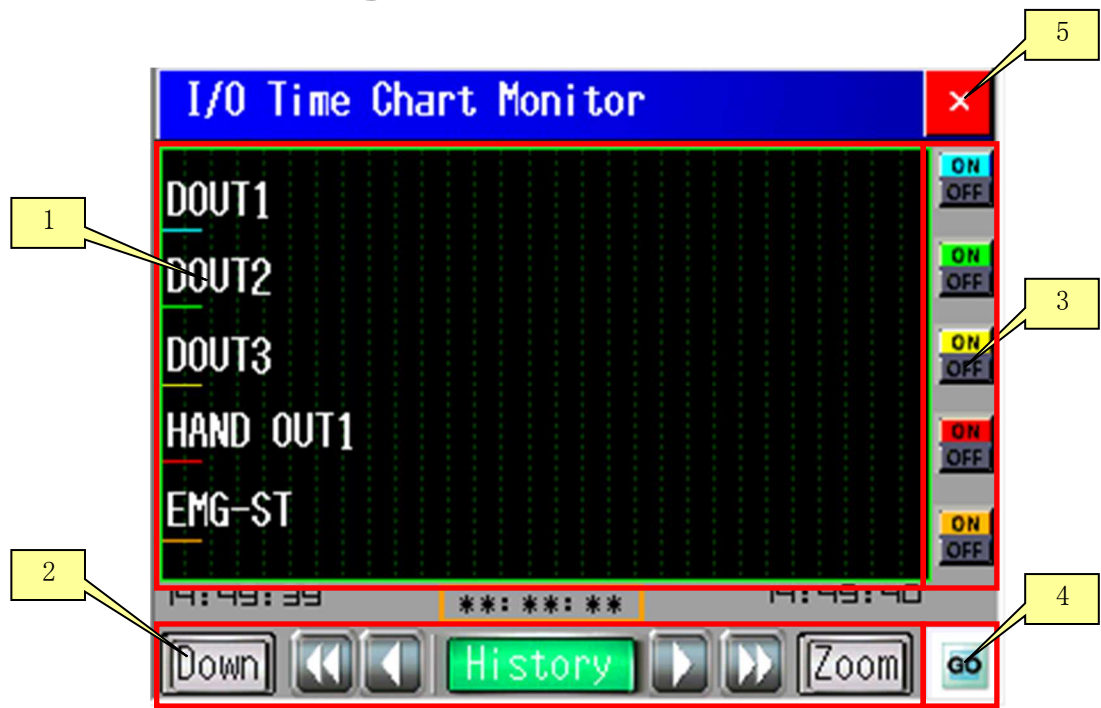 5
I/O Time Chart Monitor
×
ON
OFF
DOUT1
1
ON
OFF
DOUT2
3
ON
OFF
DOUT3
HAND OUT1
ON
OFF
EMG-ST
ON
OFF
2
14:49:39
**:**:**
14:49:40
4
Down
History
Zoom
GO